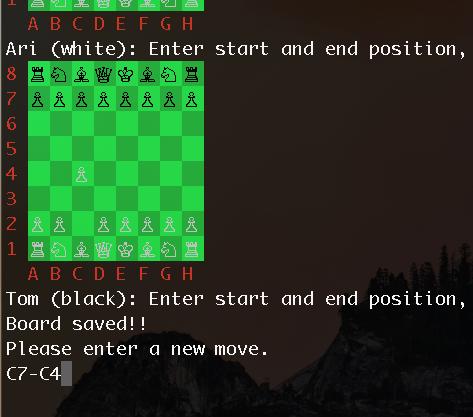 1
A B C D E F G H
Ari (white): Enter start and end position,
8
7
6
5
4
3
2
1
A B C D E F G H
Tom (black): Enter start and end position,
Board saved!!
Please enter a new move.
C7-C4